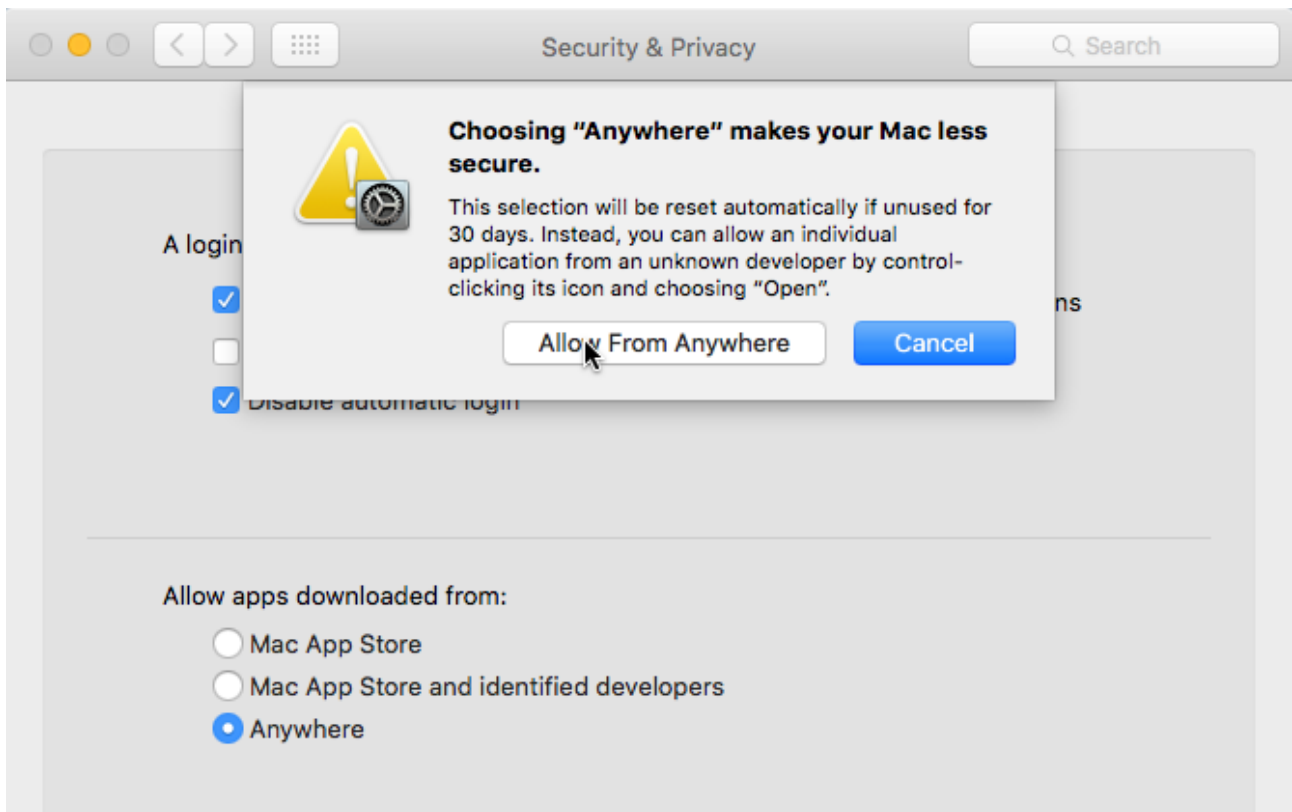 Security & Privacy
Search
Choosing “Anywhere” makes your Mac less
secure.
This selection will be reset automatically if unused for
30 days. Instead, you can allow an individual
application from an unknown developer by control-
clicking its icon and choosing “Open”.
A login
Allow From Anywhere
Cancel
Disable automatic login
Allow apps downloaded from:
Mac App Store
Mac App Store and identified developers
Anywhere